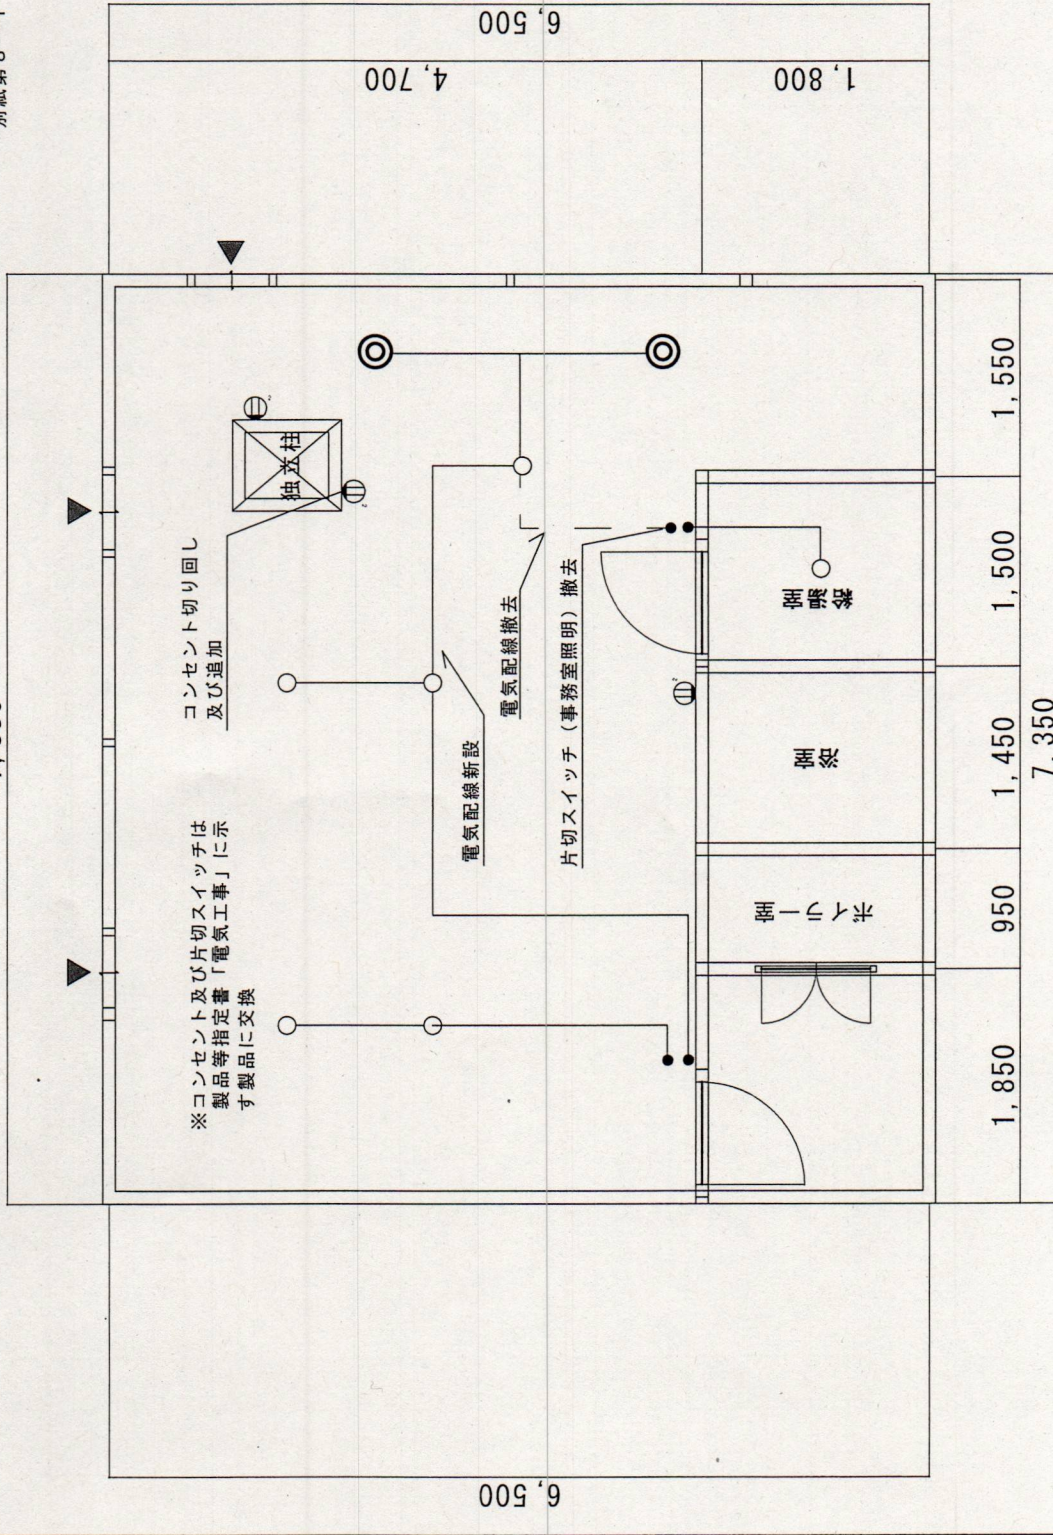 6,500
4,700
1,800
独立柱
2
2
コンセント切り回し
及び追加
電気配線撤去
片切スイッチ（事務室照明）撤去
電気配線新設
※コンセント及び片切スイッチは
製品等指定書「電気工事」に示
す製品に交換
2
給湯室
浴室
ボイラー室
1,550
1,500
1,450
950
1,850
7,350
6,500